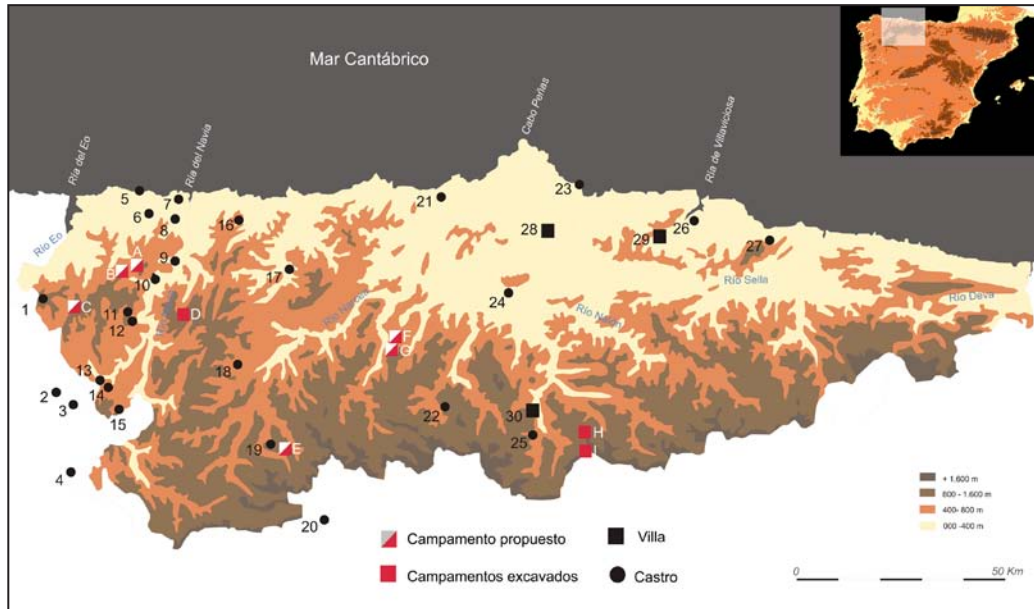 Mar Cantábrico
Ría del Eo
Ría del Navia
Cabo Peñas
Ría de Villaviciosa
Río Eo
5
6
7
8
16
21
23
26
28
29
27
A
B
9
10
17
1
C
11
12
D
24
Río Narcea
Río Nalón
Río Sella
Río Deva
F
G
13
14
2
3
15
18
22
30
25
H
I
4
19
E
20
+ 1.600 m
800 - 1.600 m
400- 800 m
000 -400 m
Campamento propuesto
Villa
Campamentos excavados
Castro
0
50 Km